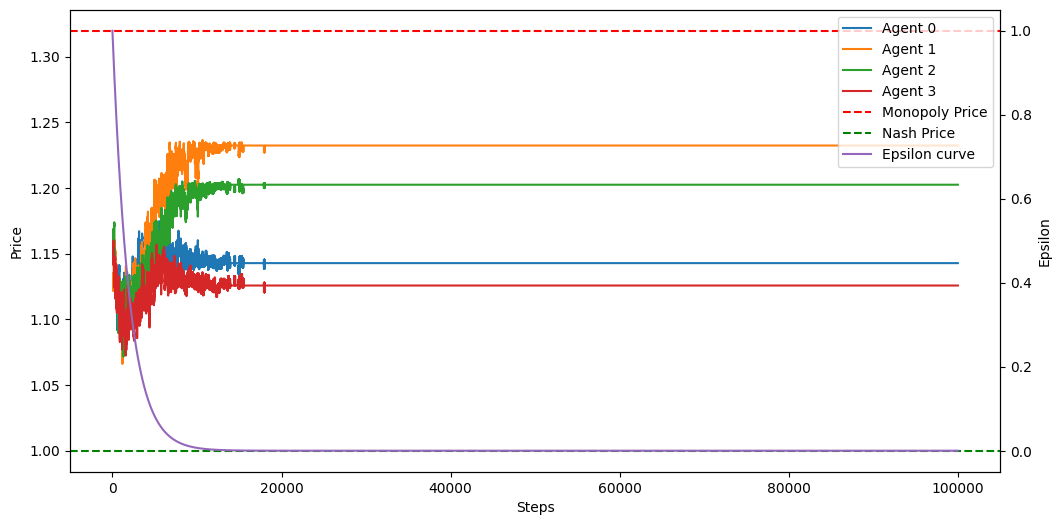 Agent 0
Agent 1
Agent 2
Agent 3
Monopoly Price
Nash Price
Epsilon curve
Price
1.30
1.25
1.20
1.15
1.10
1.05
1.00
1.0
0.8
0.6
0.4
0.2
0.0
Epsilon
0
20000
40000
60000
80000
100000
Steps